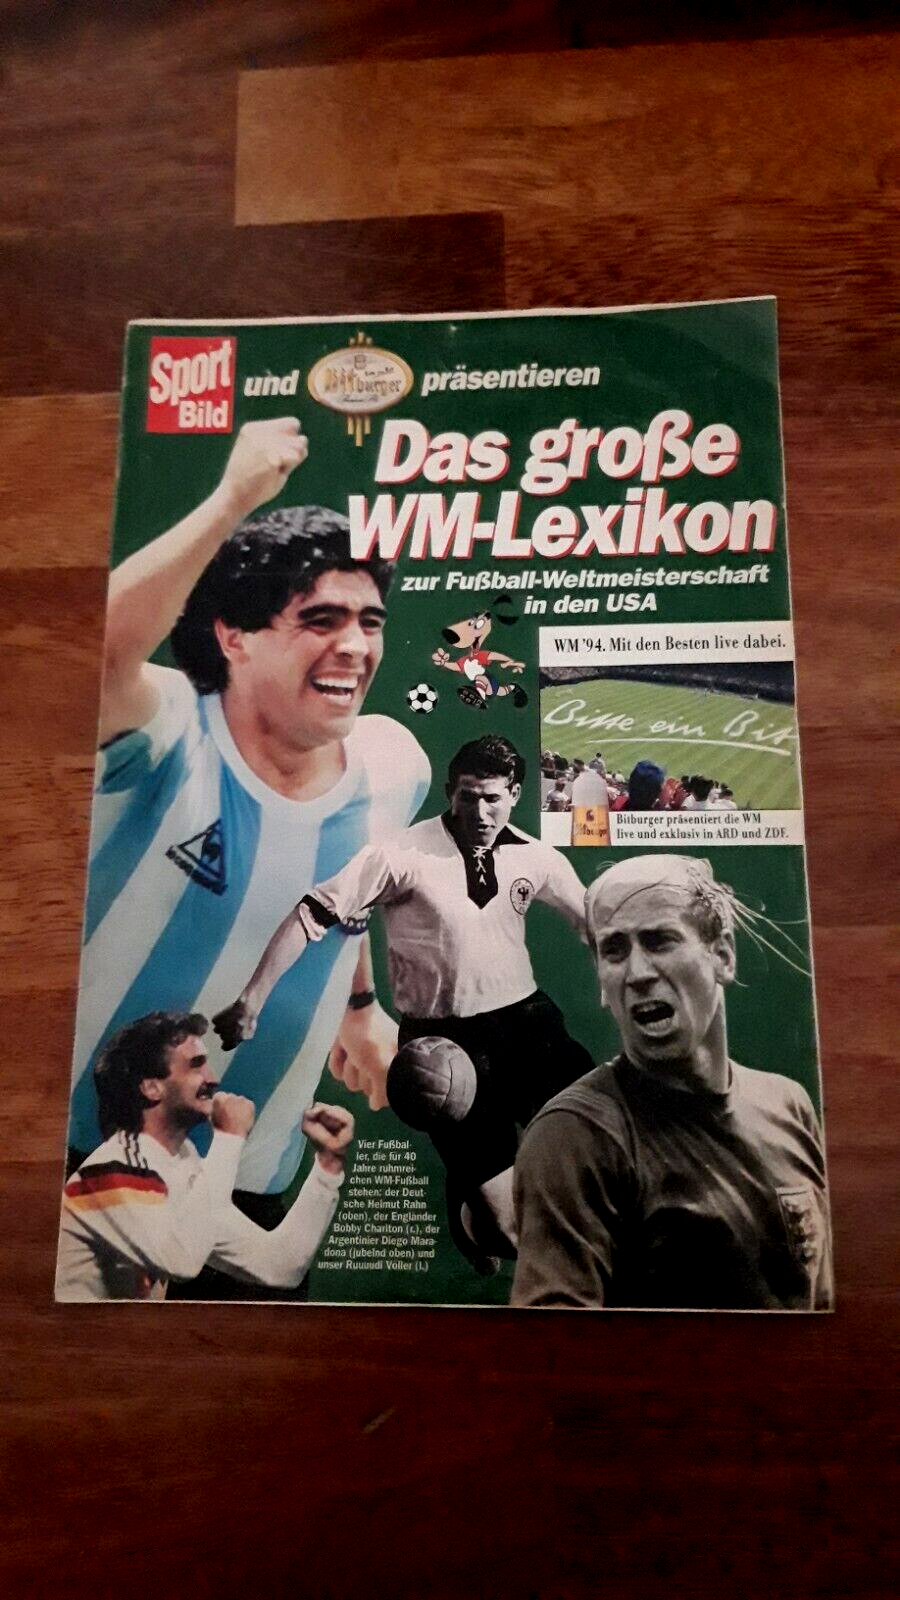 Sport
Bild
und
Bitburger
präsentieren
Das große
WM-Lexikon
zur Fußball-Weltmeisterschaft
in den USA
WM '94. Mit den Besten live dabei.
Bitte ein Bit
Bitburger präsentiert die WM
live und exklusiv in ARD und ZDF.
Vier Fußbal-
ler, die für 40
Jahre ruhmrei-
chen WM-Fußball
stehen: der Deut-
sche Helmut Rahn
(oben), der Engländer
Bobby Charlton (r.), der
Argentinier Diego Mara-
dona (jubelnd oben) und
unser Ruuuudi Völler (l.)